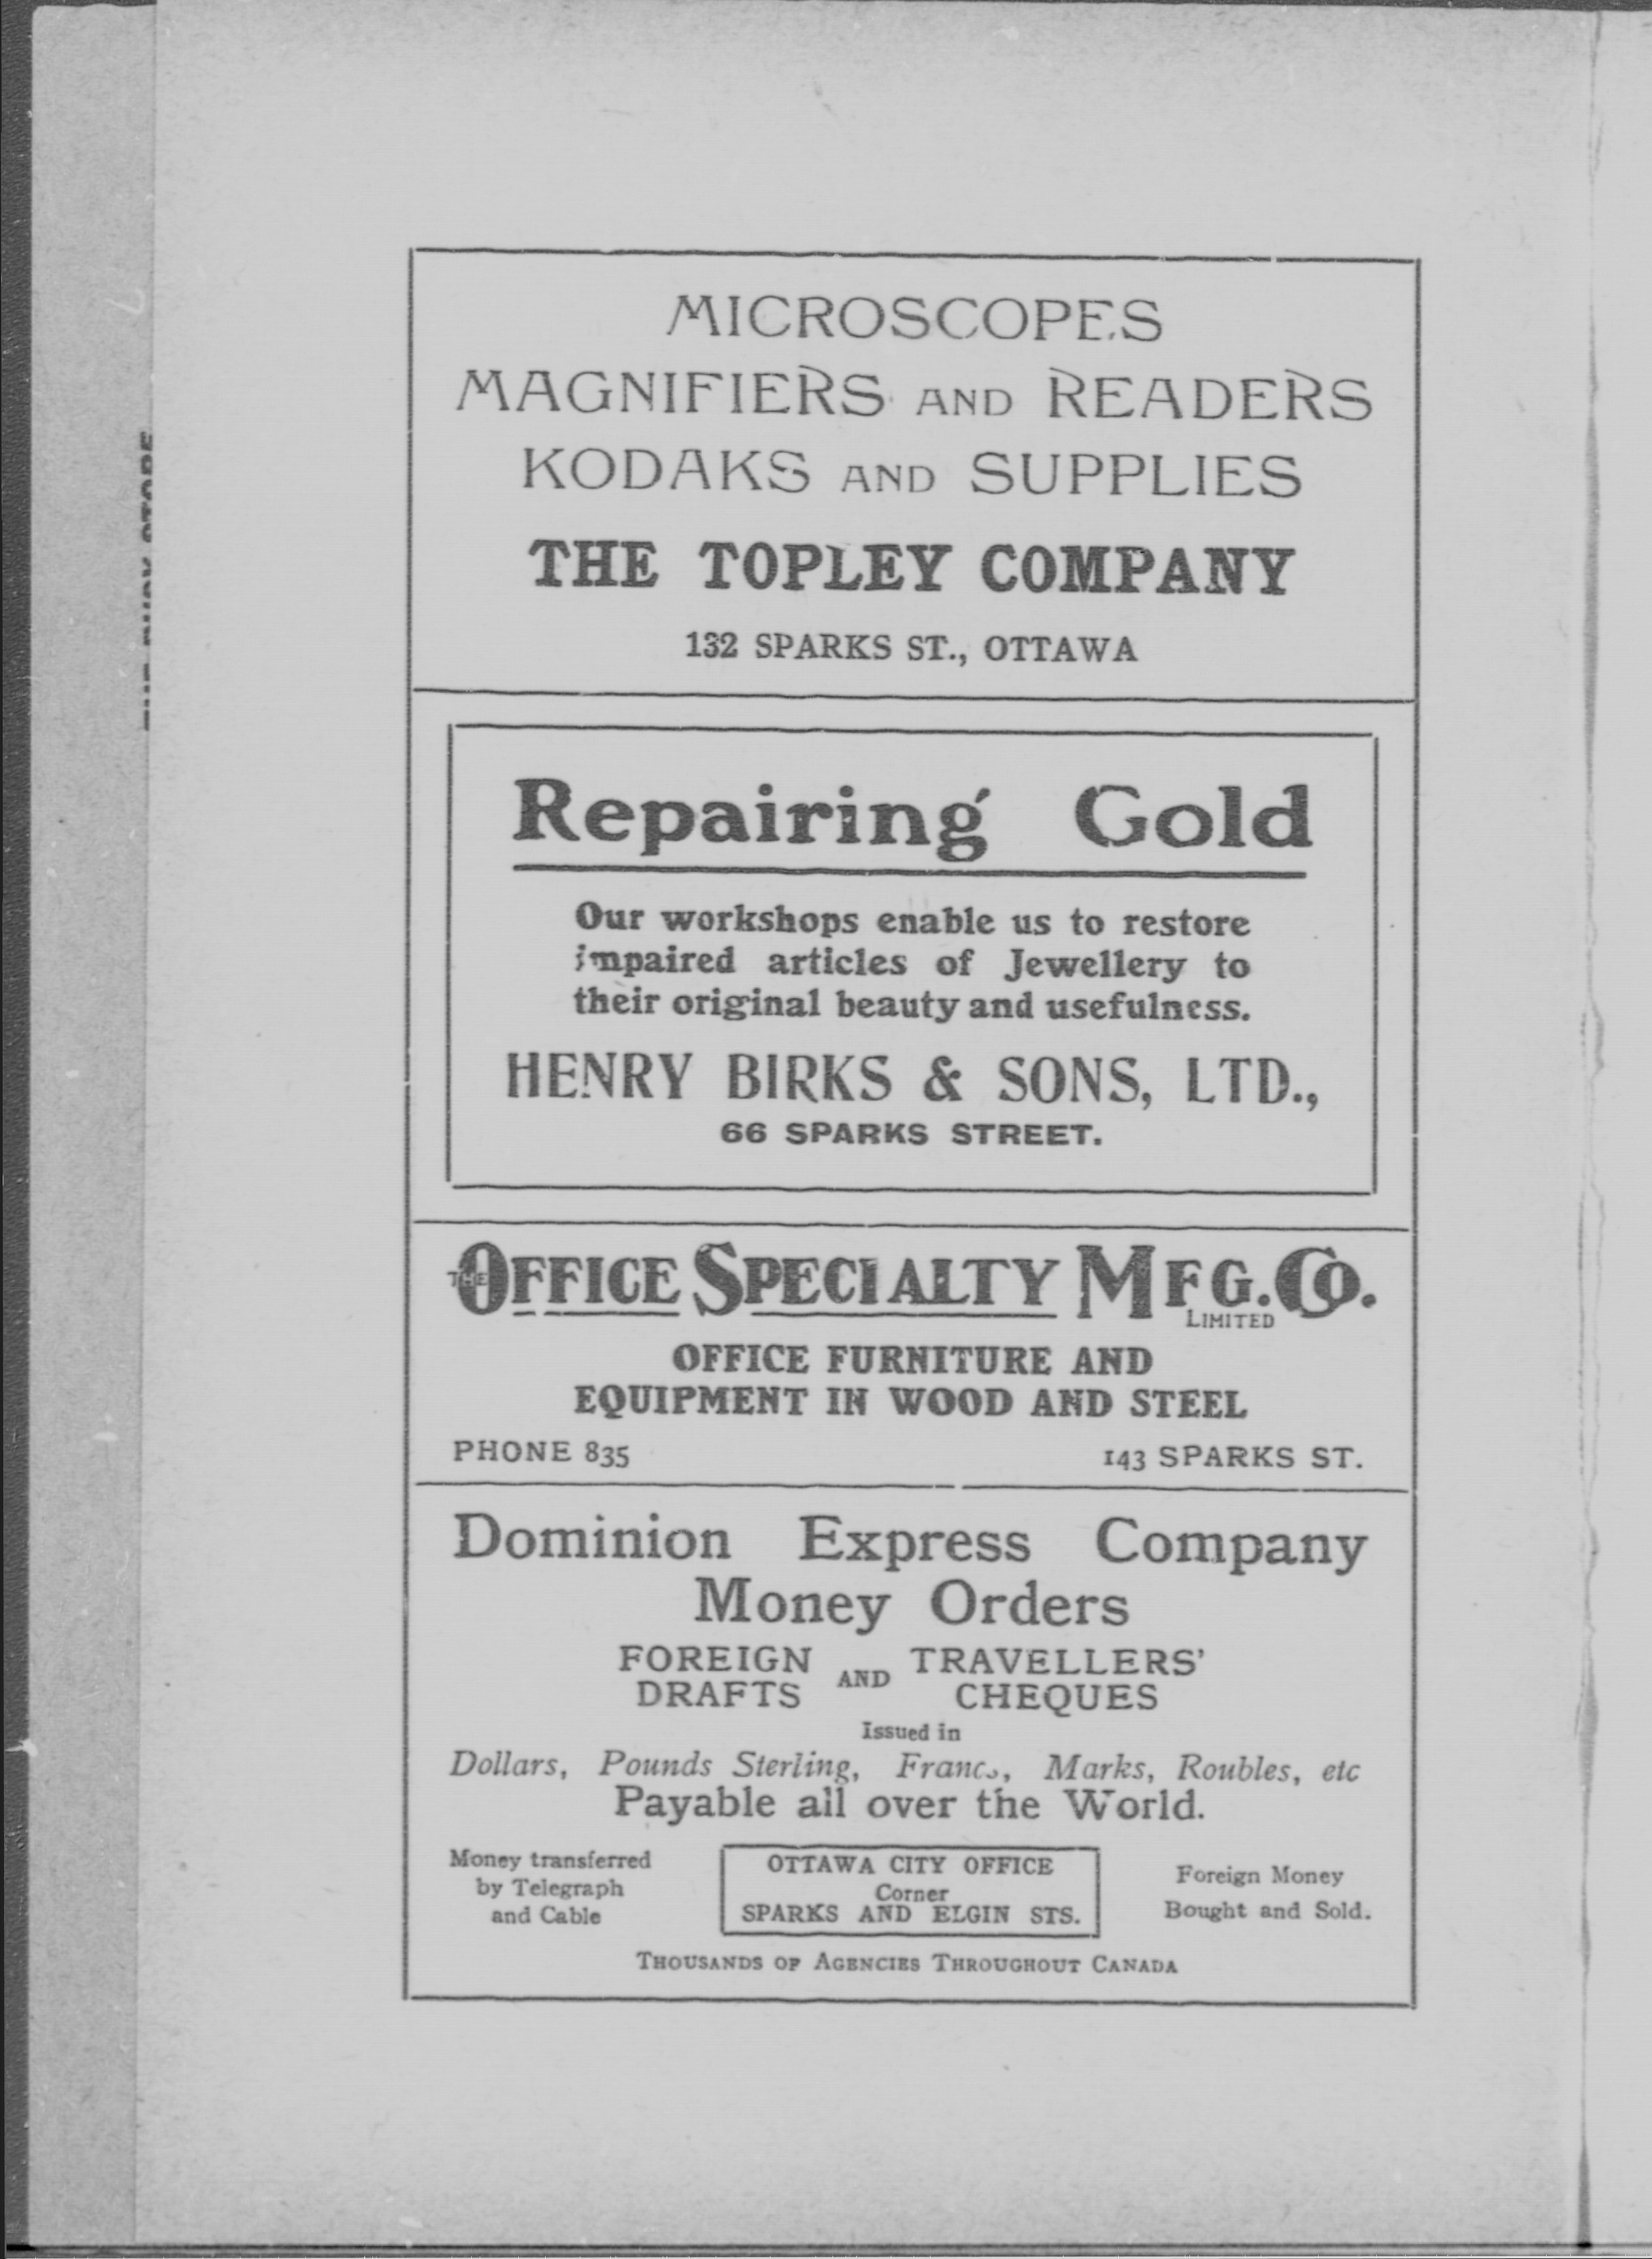 MICROSCOPES
MAGNIFIERS AND READERS
KODAKS AND SUPPLIES
THE TOPLEY COMPANY
132 SPARKS ST., OTTAWA
Repairing Gold
Our workshops enable us to restore
impaired articles of Jewellery to
their original beauty and usefulness.
HENRY BIRKS & SONS, LTD.,
66 SPARKS STREET.
THE OFFICE SPECIALTY MFG. CO.
LIMITED
OFFICE FURNITURE AND
EQUIPMENT IN WOOD AND STEEL
PHONE 835 143 SPARKS ST.
Dominion Express Company
Money Orders
FOREIGN DRAFTS AND TRAVELLERS' CHEQUES
Issued in
Dollars, Pounds Sterling, Francs, Marks, Roubles, etc
Payable all over the World.
Money transferred
by Telegraph
and Cable
OTTAWA CITY OFFICE
Corner
SPARKS AND ELGIN STS.
Foreign Money
Bought and Sold.
THOUSANDS OF AGENCIES THROUGHOUT CANADA